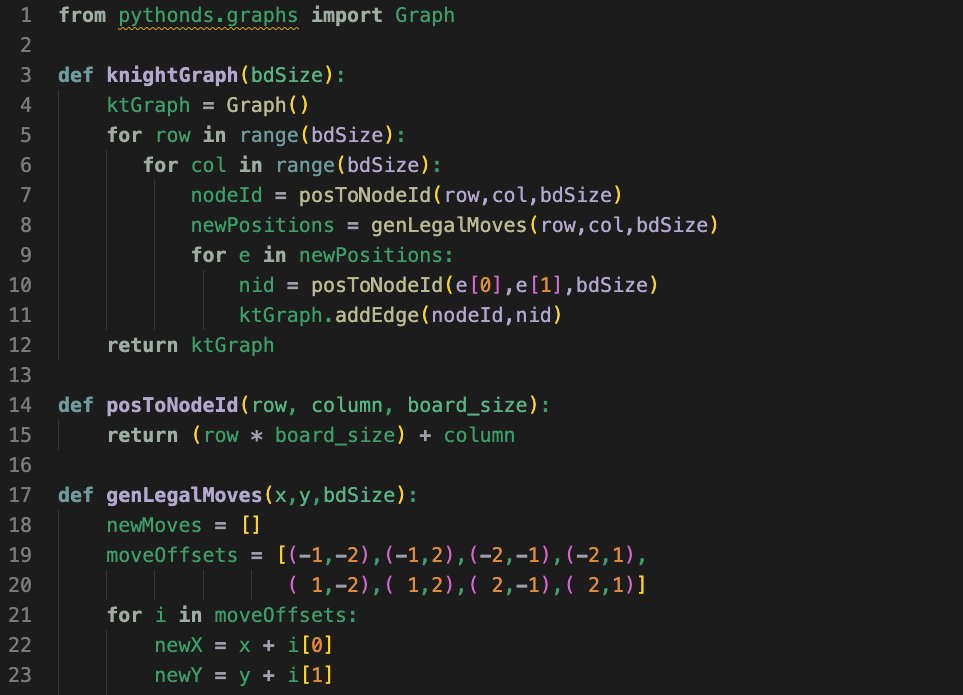 1 from pythonds.graphs import Graph
2
3 def knightGraph(bdSize):
4     ktGraph = Graph()
5     for row in range(bdSize):
6        for col in range(bdSize):
7            nodeId = posToNodeId(row,col,bdSize)
8            newPositions = genLegalMoves(row,col,bdSize)
9            for e in newPositions:
10                nid = posToNodeId(e[0],e[1],bdSize)
11                ktGraph.addEdge(nodeId,nid)
12     return ktGraph
13
14 def posToNodeId(row, column, board_size):
15     return (row * board_size) + column
16
17 def genLegalMoves(x,y,bdSize):
18     newMoves = []
19     moveOffsets = [(-1,-2),(-1,2),(-2,-1),(-2,1),
20                    ( 1,-2),( 1,2),( 2,-1),( 2,1)]
21     for i in moveOffsets:
22         newX = x + i[0]
23         newY = y + i[1]